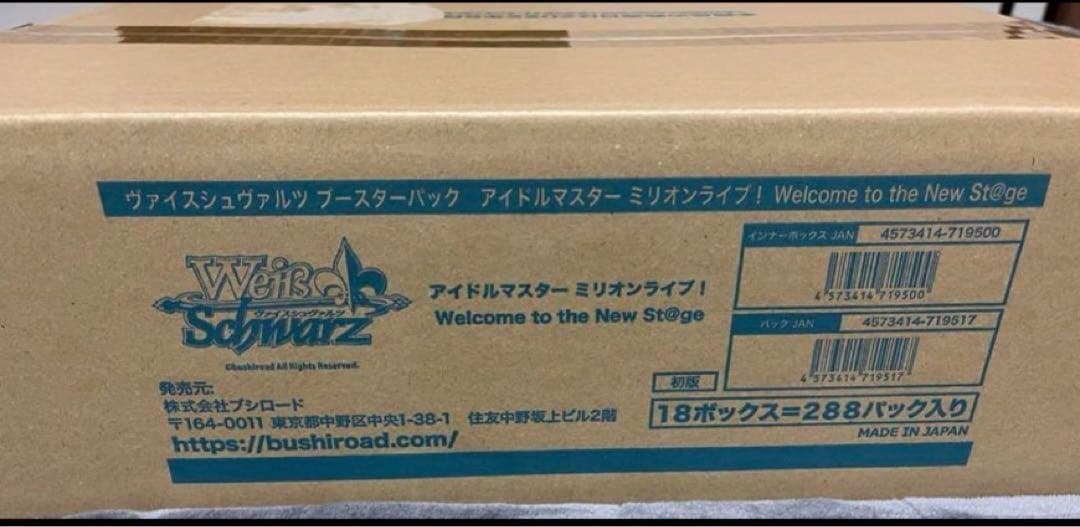 ヴァイスシュヴァルツ ブースターパック アイドルマスター ミリオンライブ! Welcome to the New St@ge
インナーボックス JAN 4573414-719500
4 573414 719500
パック JAN 4573414-719517
4 573414 719517
Weiß
ヴァイスシュヴァルツ
Schwarz
©bushiroad All Rights Reserved.
アイドルマスター ミリオンライブ!
Welcome to the New St@ge
発売元:
株式会社ブシロード
〒164-0011 東京都中野区中央1-38-1 住友中野坂上ビル2階
https://bushiroad.com/
初版
18ボックス=288パック入り
MADE IN JAPAN